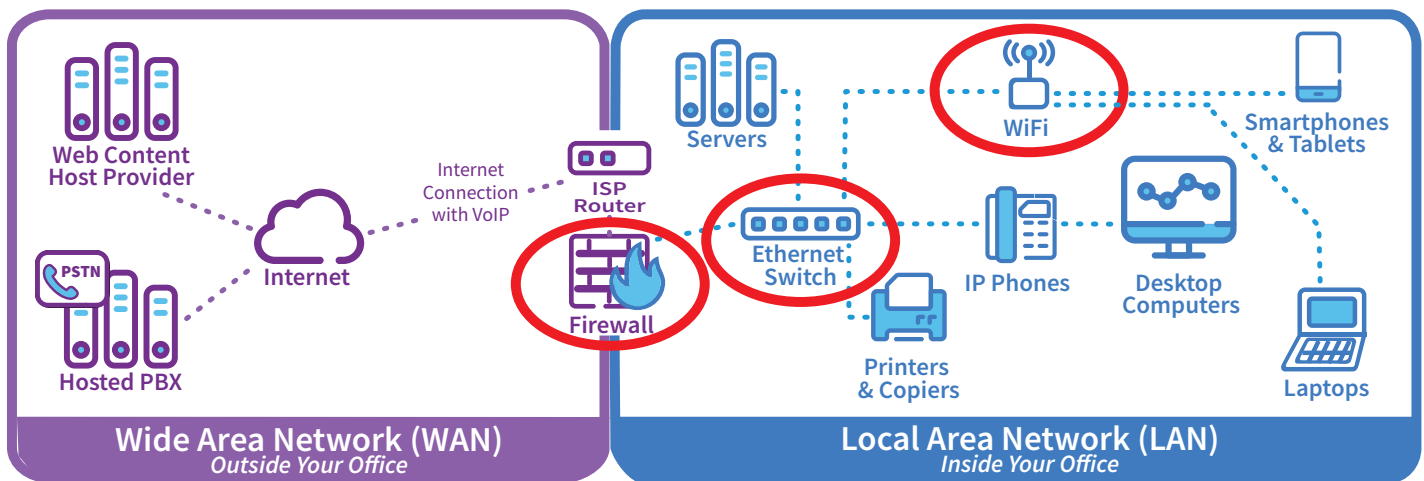 Web Content
Host Provider
PSTN
Hosted PBX
Internet
Internet
Connection
with VoIP
ISP
Router
Firewall
Wide Area Network (WAN)
Outside Your Office
Servers
WiFi
Smartphones
& Tablets
Ethernet
Switch
IP Phones
Desktop
Computers
Printers
& Copiers
Laptops
Local Area Network (LAN)
Inside Your Office